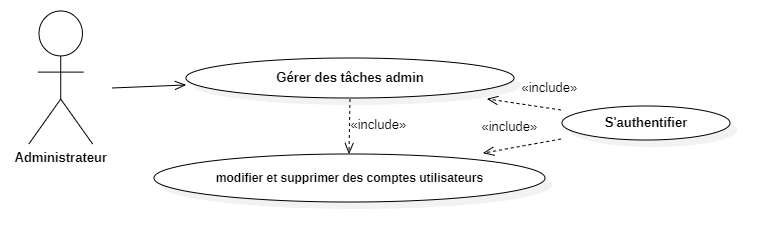 Gérer des tâches admin
«include»
«include»
S'authentifier
«include»
Administrateur
modifier et supprimer des comptes utilisateurs